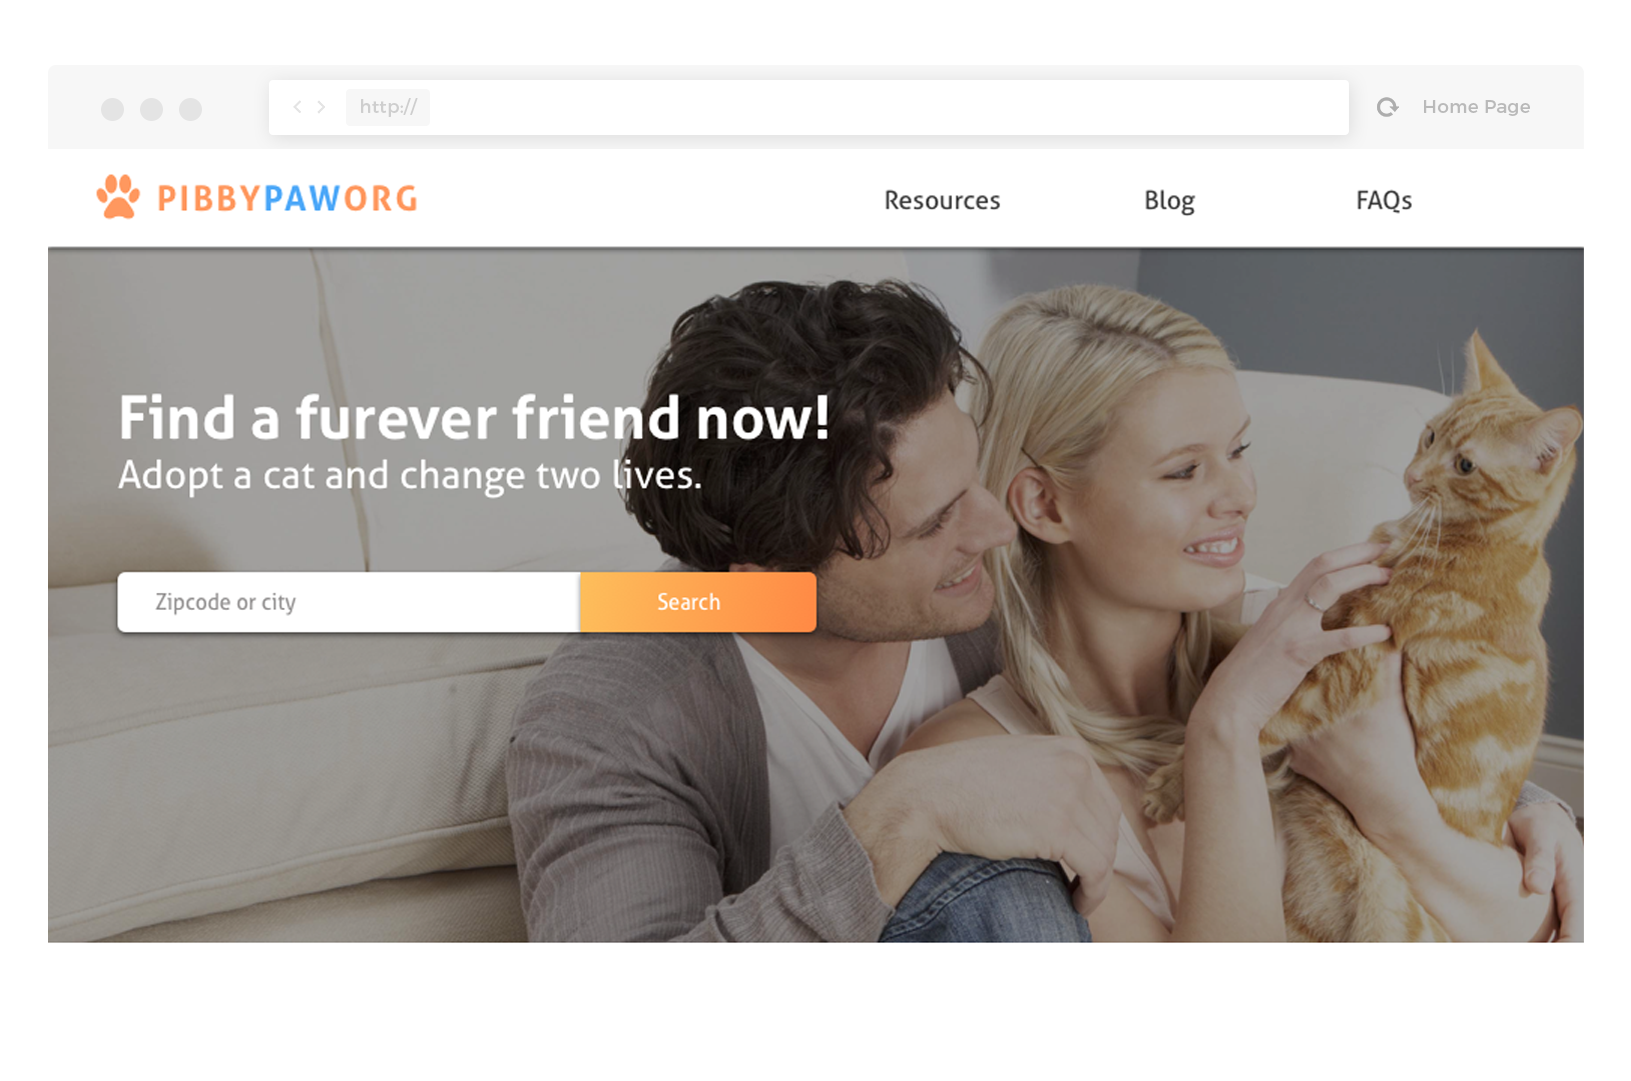 http://
Home Page
PIBBYPAWORG
Resources
Blog
FAQs
Find a furever friend now!
Adopt a cat and change two lives.
Zipcode or city
Search